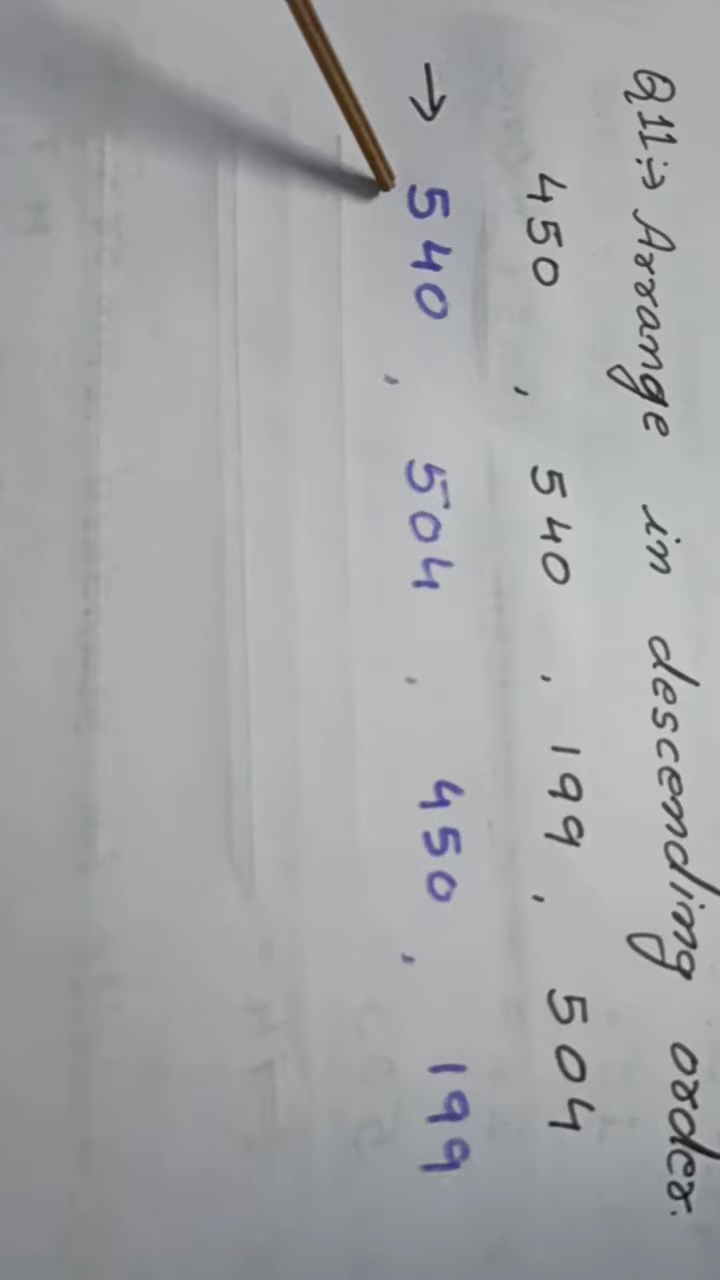 Q11:→ Arrange in descending order.
450 , 540 , 199 , 504
→ 540 , 504 , 450 , 199